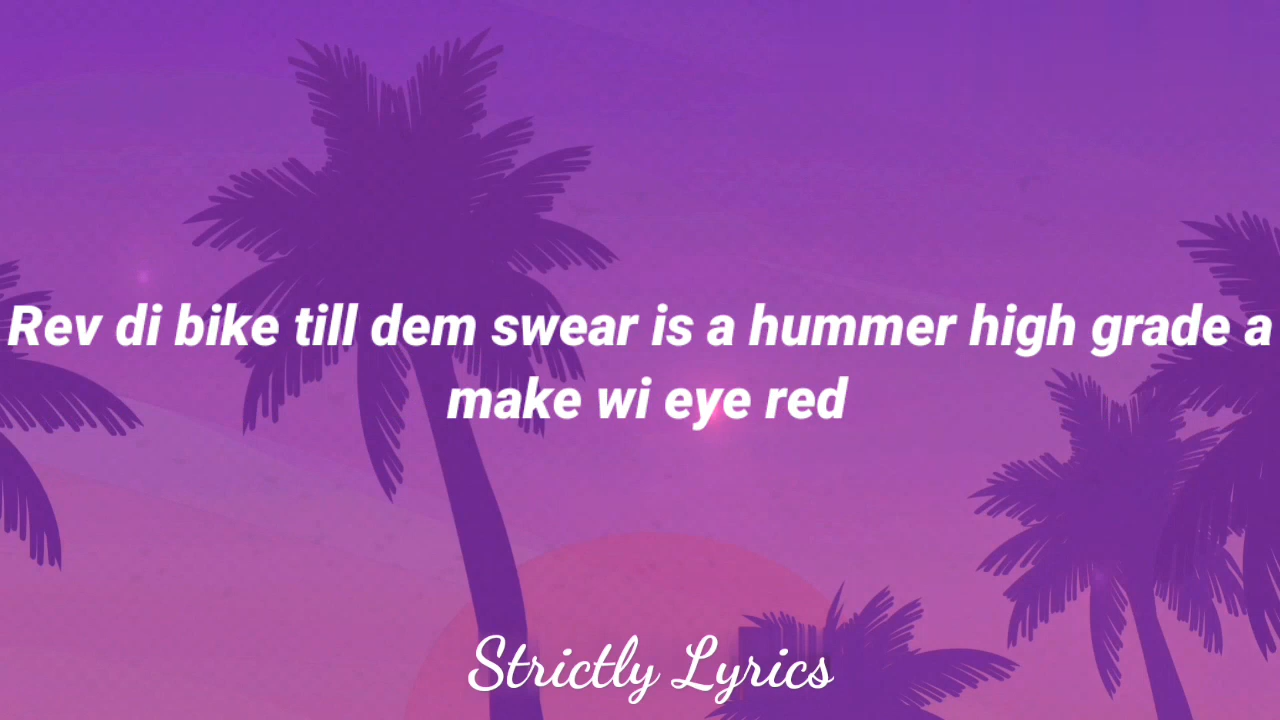 Rev di bike till dem swear is a hummer high grade a
make wi eye red
Strictly Lyrics